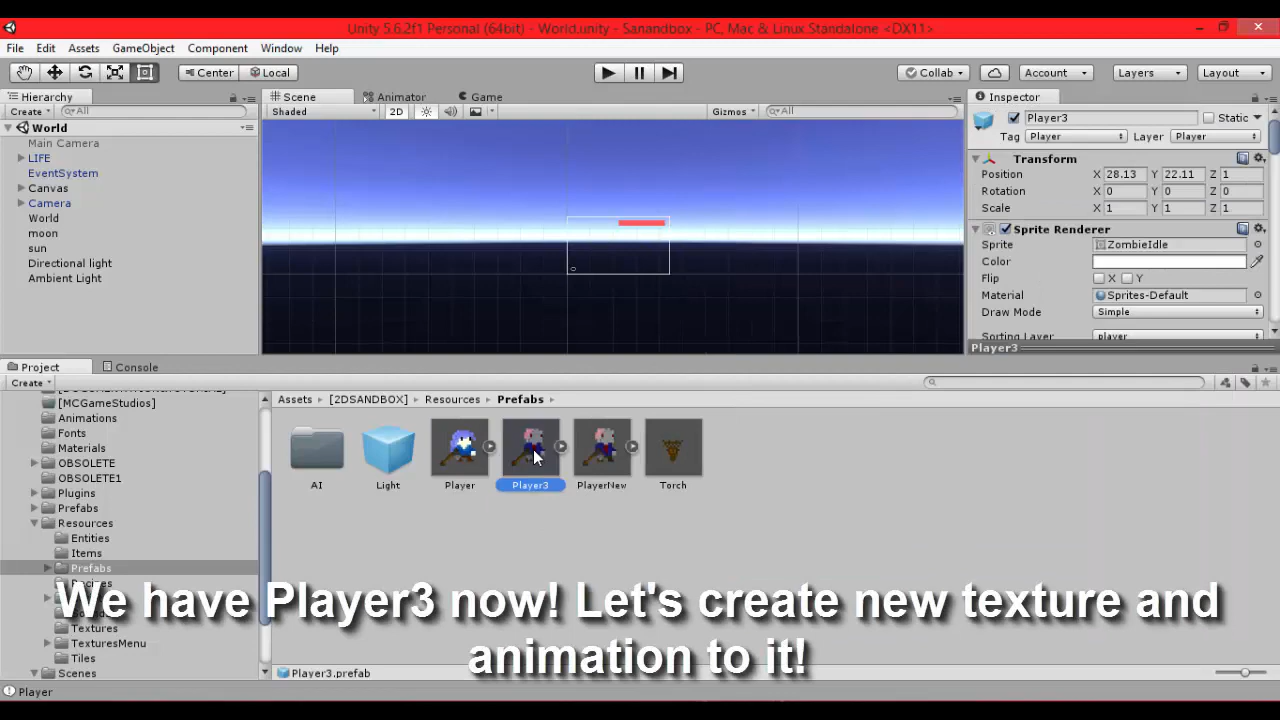 Unity 5.6.2f1 Personal (64bit) - World.unity - Sanandbox - PC, Mac & Linux Standalone <DX11>
File Edit Assets GameObject Component Window Help
Center Local Collab Account Layers Layout
Hierarchy
Create All
World
Main Camera
LIFE
EventSystem
Canvas
Camera
World
moon
sun
Directional light
Ambient Light
Scene Animator Game
Shaded 2D Gizmos All
Inspector
Player3 Static
Tag Player Layer Player
Transform
Position X 28.13 Y 22.11 Z 1
Rotation X 0 Y 0 Z 0
Scale X 1 Y 1 Z 1
Sprite Renderer
Sprite ZombieIdle
Color
Flip X Y
Material Sprites-Default
Draw Mode Simple
Sorting Layer player
Player3
Project Console
Create
[MCGameStudios]
Animations
Fonts
Materials
OBSOLETE
OBSOLETE1
Plugins
Prefabs
Resources
Entities
Items
Prefabs
Recipes
Textures
TexturesMenu
Tiles
Scenes
Assets [2DSANDBOX] Resources Prefabs
AI Light Player Player3 PlayerNew Torch
We have Player3 now! Let's create new texture and
animation to it!
Player3.prefab
Player